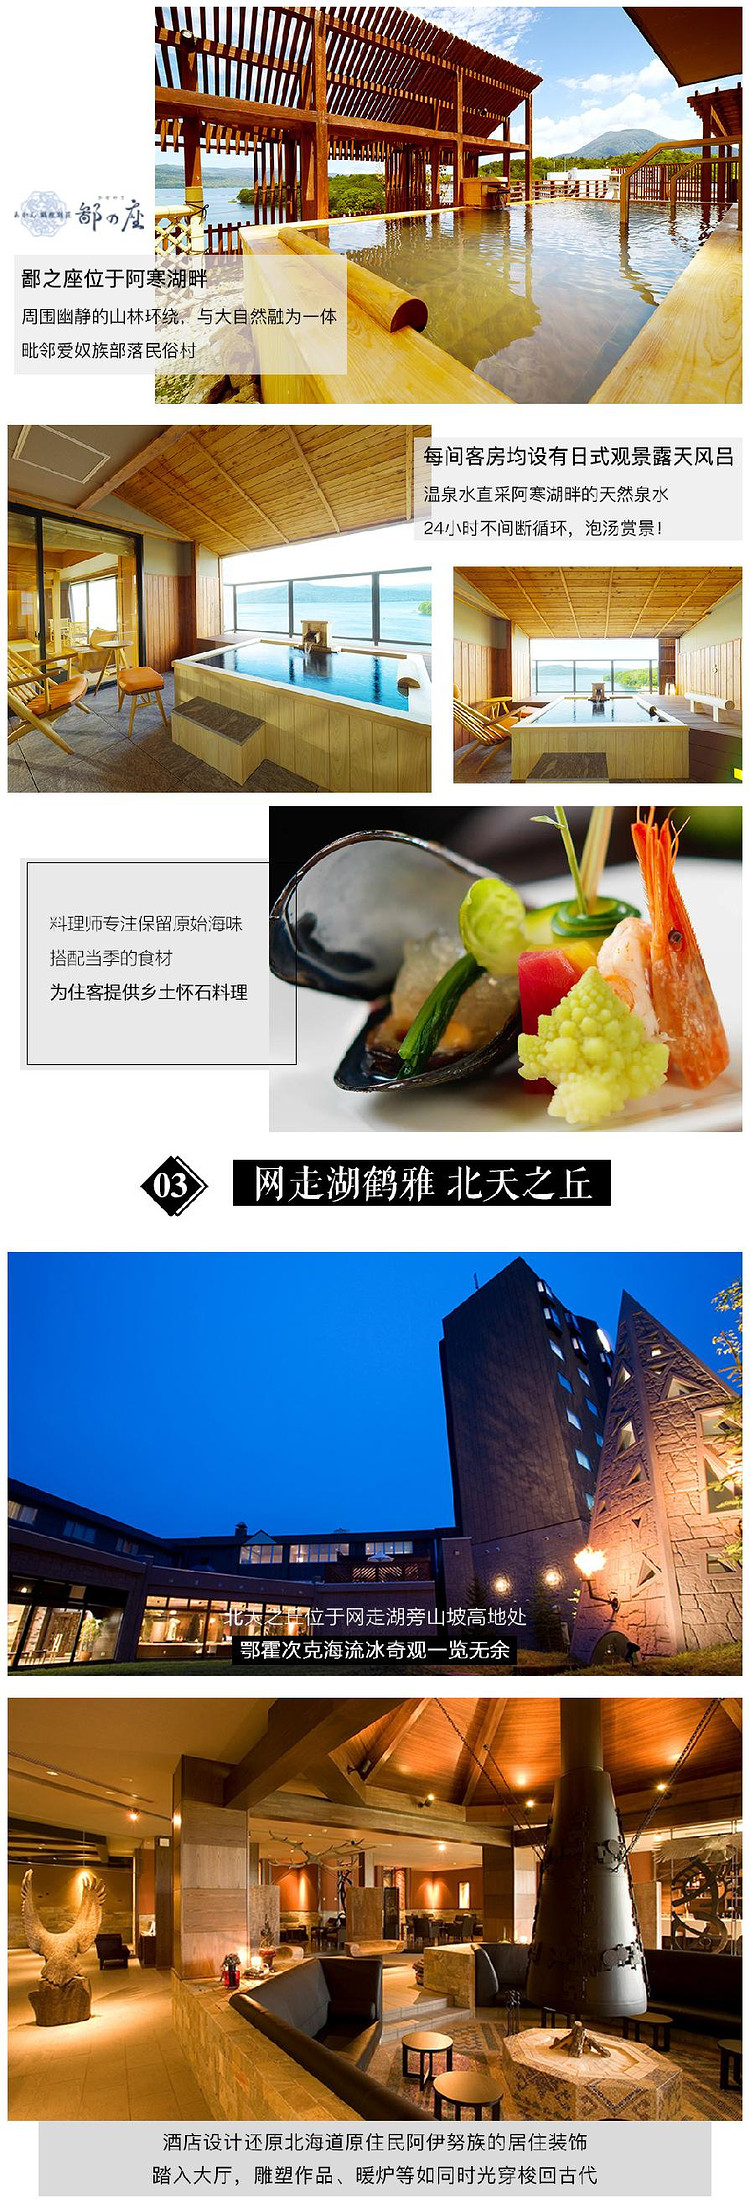 鄙の座
鄙之座位于阿寒湖畔
周围幽静的山林环绕，与大自然融为一体
毗邻爱奴族部落民俗村
每间客房均设有日式观景露天风吕
温泉水直采阿寒湖畔的天然泉水
24小时不间断循环，泡汤赏景！
料理师专注保留原始海味
搭配当季的食材
为住客提供乡土怀石料理
03 网走湖鹤雅 北天之丘
北天之丘位于网走湖旁山坡高地处
鄂霍次克海流冰奇观一览无余
酒店设计还原北海道原住民阿伊努族的居住装饰
踏入大厅，雕塑作品、暖炉等如同时光穿梭回古代